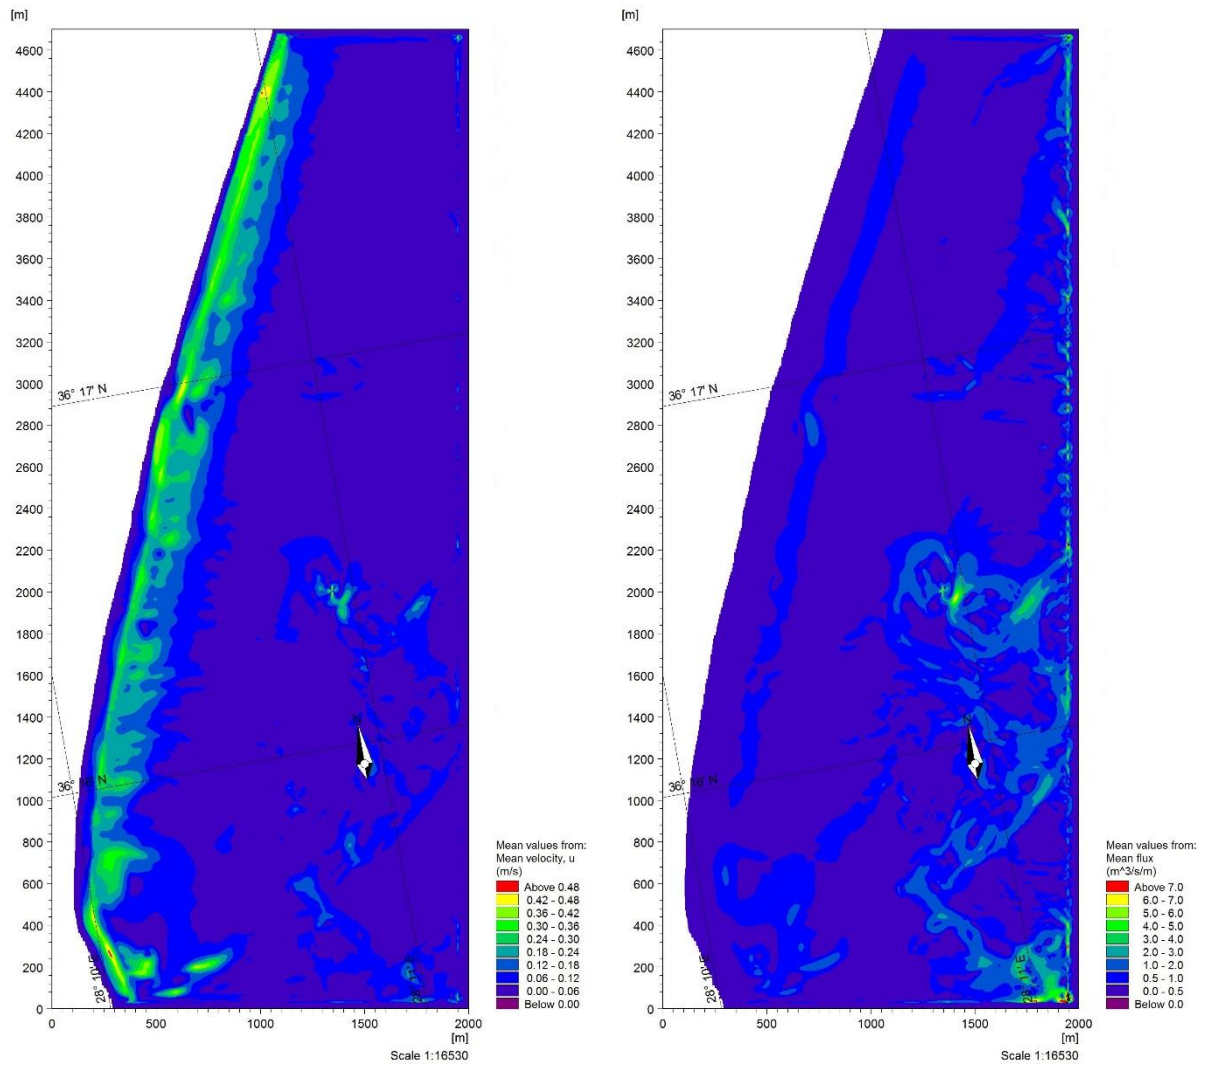 [m]
4600
4400
4200
4000
3800
3600
3400
3200
3000
2800
2600
2400
2200
2000
1800
1600
1400
1200
1000
800
600
400
200
0
36° 17' N
N
0
500
1000
1500
2000
[m]
Scale 1:16530
Mean values from:
Mean velocity, u
(m/s)
Above 0.48
0.42 - 0.48
0.36 - 0.42
0.30 - 0.36
0.24 - 0.30
0.18 - 0.24
0.12 - 0.18
0.06 - 0.12
0.00 - 0.06
Below 0.00
[m]
4600
4400
4200
4000
3800
3600
3400
3200
3000
2800
2600
2400
2200
2000
1800
1600
1400
1200
1000
800
600
400
200
0
36° 17' N
N
0
500
1000
1500
2000
[m]
Scale 1:16530
Mean values from:
Mean flux
(m^3/s/m)
Above 7.0
6.0 - 7.0
5.0 - 6.0
4.0 - 5.0
3.0 - 4.0
2.0 - 3.0
1.0 - 2.0
0.5 - 1.0
0.0 - 0.5
Below 0.0